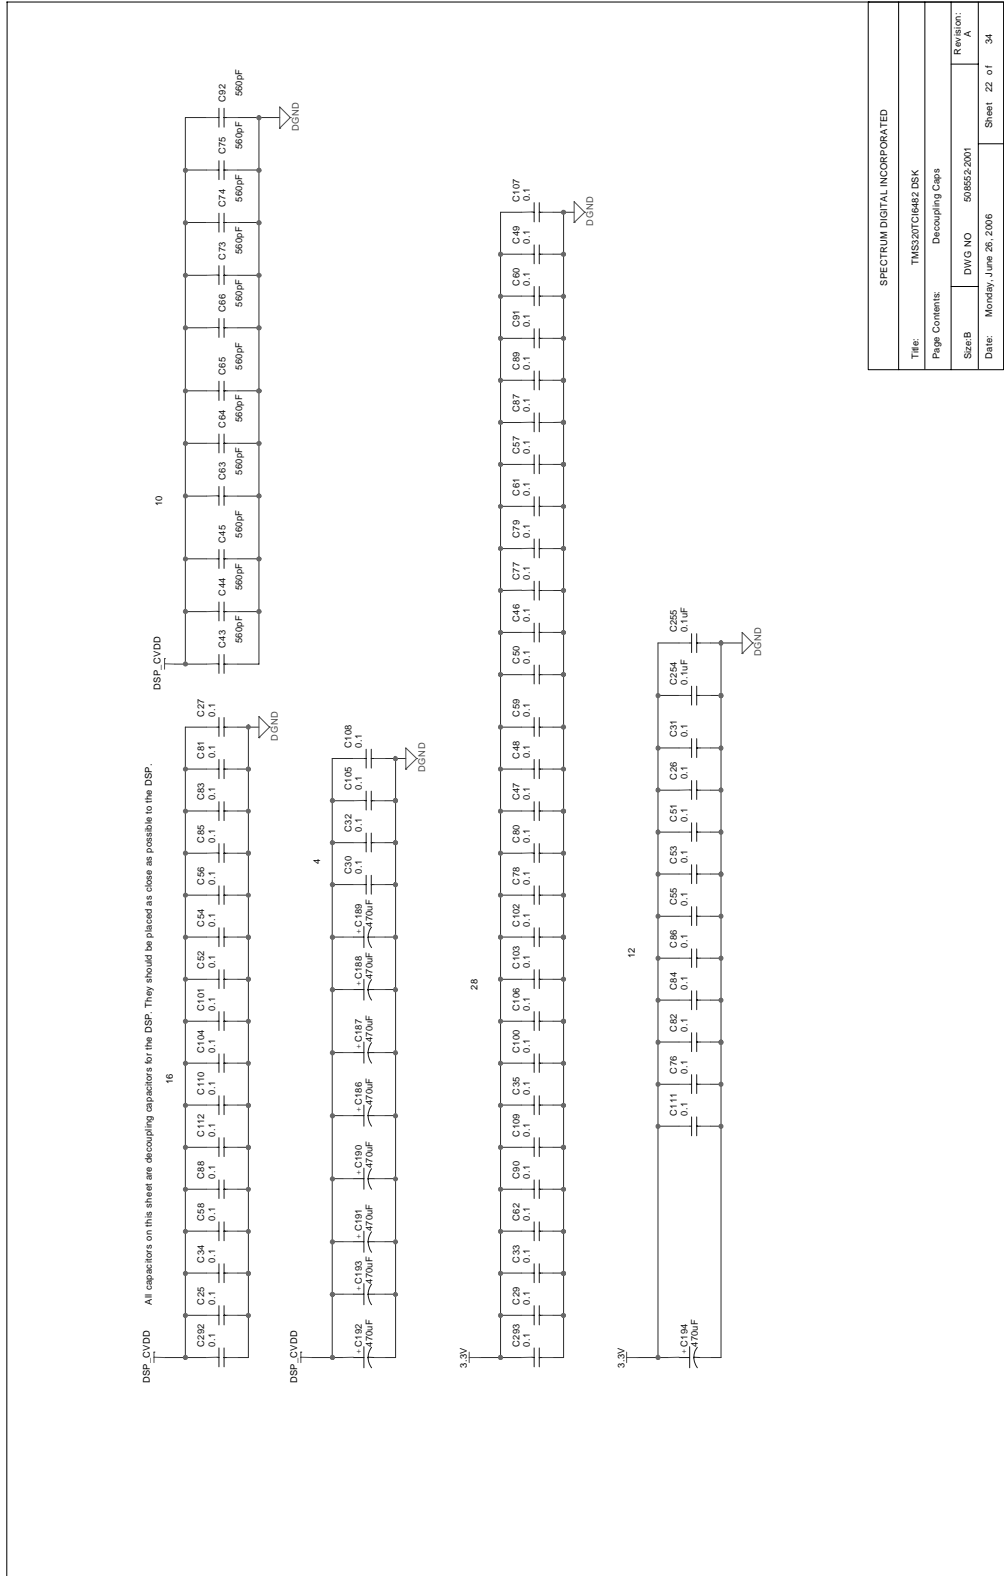 All capacitors on this sheet are decoupling capacitors for the DSP. They should be placed as close as possible to the DSP.
DSP_CVDD
16
C292
0.1
C25
0.1
C34
0.1
C58
0.1
C88
0.1
C112
0.1
C110
0.1
C104
0.1
C101
0.1
C52
0.1
C54
0.1
C56
0.1
C85
0.1
C83
0.1
C81
0.1
C27
0.1
DGND
DSP_CVDD
10
C43
560pF
C44
560pF
C45
560pF
C63
560pF
C64
560pF
C65
560pF
C66
560pF
C73
560pF
C74
560pF
C75
560pF
C92
560pF
DGND
DSP_CVDD
4
+ C192
470uF
+ C193
470uF
+ C191
470uF
+ C190
470uF
+ C186
470uF
+ C187
470uF
+ C188
470uF
+ C189
470uF
C30
0.1
C32
0.1
C105
0.1
C108
0.1
DGND
3.3V
28
C293
0.1
C29
0.1
C33
0.1
C62
0.1
C90
0.1
C109
0.1
C35
0.1
C100
0.1
C106
0.1
C103
0.1
C102
0.1
C78
0.1
C80
0.1
C47
0.1
C48
0.1
C59
0.1
C50
0.1
C46
0.1
C77
0.1
C79
0.1
C61
0.1
C57
0.1
C87
0.1
C89
0.1
C91
0.1
C60
0.1
C49
0.1
C107
0.1
DGND
3.3V
12
+ C194
470uF
C111
0.1
C76
0.1
C82
0.1
C84
0.1
C86
0.1
C55
0.1
C53
0.1
C51
0.1
C26
0.1
C31
0.1
C254
0.1uF
C255
0.1uF
DGND
SPECTRUM DIGITAL INCORPORATED
Title: TMS320TCI6482 DSK
Page Contents: Decoupling Caps
Size:B DWG NO 508552-2001 Revision: A
Date: Monday, June 26, 2006 Sheet 22 of 34